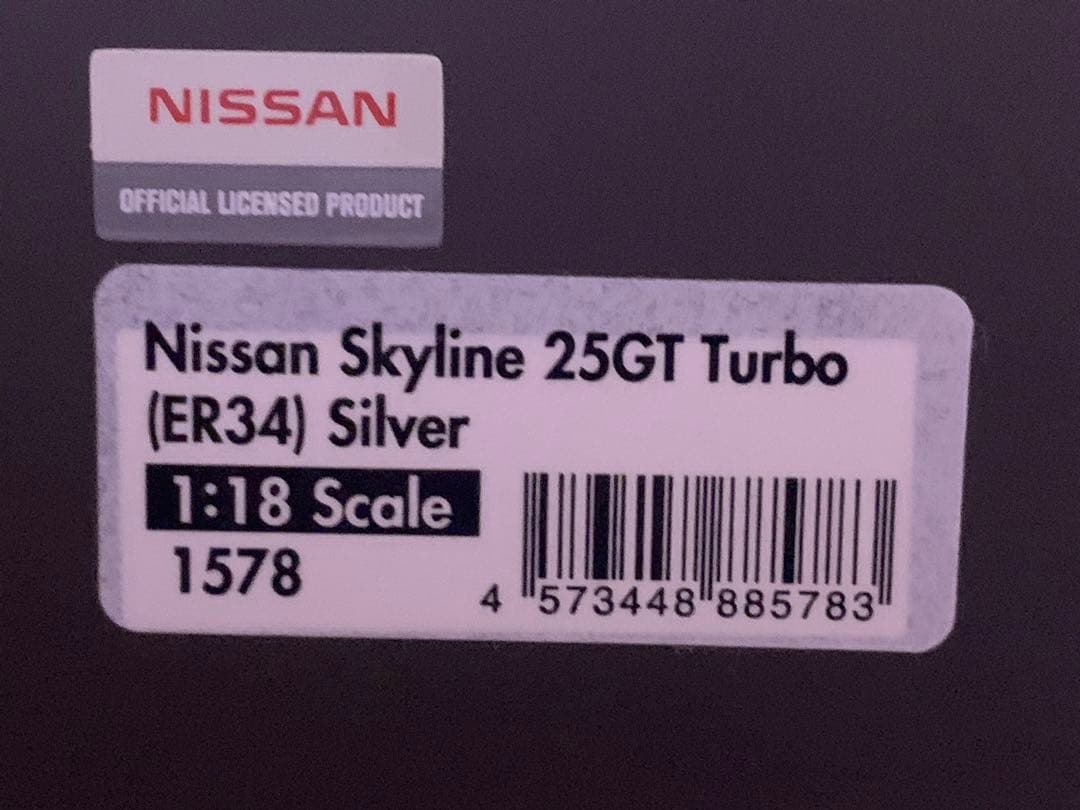 NISSAN
OFFICIAL LICENSED PRODUCT
Nissan Skyline 25GT Turbo
(ER34) Silver
1:18 Scale
1578
4 573448 885783